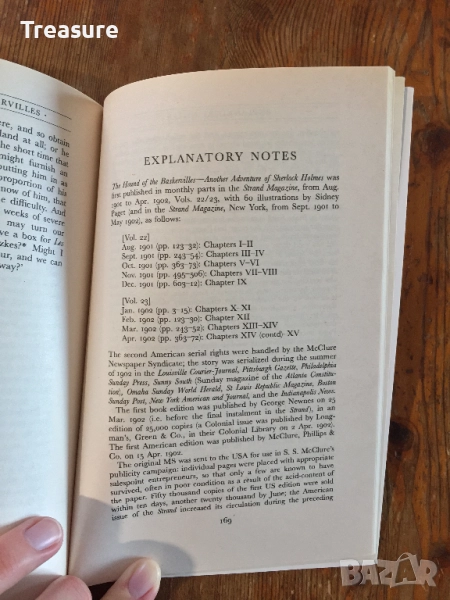 Treasure
RVILLES ·
ere, and so obtain
land at all; or he
the short time that
might furnish an
putting him in as
proportion of his
now of him, that
he difficulty. And
weeks of severe
may turn our
ve a box for Les
zkes?* Might I
ur, and we can
way?'
EXPLANATORY NOTES
The Hound of the Baskervilles—Another Adventure of Sherlock Holmes was
first published in monthly parts in the Strand Magazine, from Aug.
1901 to Apr. 1902, Vols. 22/23, with 60 illustrations by Sidney
Paget (and in the Strand Magazine, New York, from Sept. 1901 to
May 1902), as follows:
[Vol. 22]
Aug. 1901 (pp. 123–32): Chapters I–II
Sept. 1901 (pp. 243–54): Chapters III–IV
Oct. 1901 (pp. 363–73): Chapters V–VI
Nov. 1901 (pp. 495–506): Chapters VII–VIII
Dec. 1901 (pp. 603–12): Chapter IX
[Vol. 23]
Jan. 1902 (pp. 3–15): Chapters X–XI
Feb. 1902 (pp. 123–30): Chapter XII
Mar. 1902 (pp. 243–52): Chapters XIII–XIV
Apr. 1902 (pp. 363–72): Chapters XIV (contd)–XV
The second American serial rights were handled by the McClure
Newspaper Syndicate; the story was serialized during the summer
of 1902 in the Louisville Courier-Journal, Pittsburgh Gazette, Philadelphia
Sunday Press, Sunny South (Sunday magazine of the Atlanta Constitu-
tion), Omaha Sunday World Herald, St Louis Republic Magazine, Boston
Sunday Post, New York American and Journal, and the Indianapolis News.
The first book edition was published by George Newnes on 25
Mar. 1902 (i.e. before the final instalment in the Strand), in an
edition of 25,000 copies (a Colonial issue was published by Long-
man's, Green & Co., in their Colonial Library on 2 Apr. 1902).
The first American edition was published by McClure, Phillips &
Co. on 15 Apr. 1902.
The original MS was sent to the USA for use in S. S. McClure's
publicity campaign: individual pages were placed with appropriate
salespoint entrepreneurs, so that only a few are known to have
survived, often in poor condition as a result of the acid-content of
the paper. Fifty thousand copies of the first US edition were sold
within ten days, another twenty thousand by June; the American
issue of the Strand increased its circulation during the preceding
169
BAZAR.bg